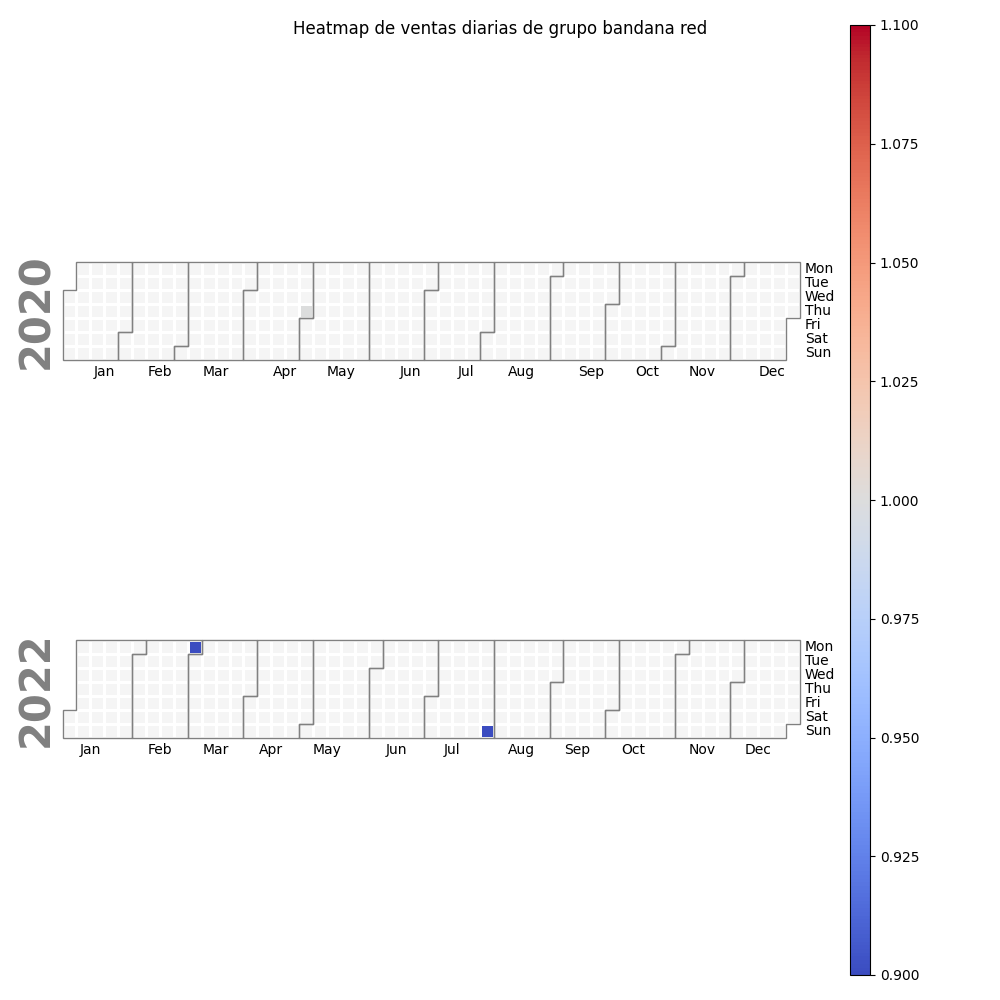 Heatmap de ventas diarias de grupo bandana red
2020
Mon
Tue
Wed
Thu
Fri
Sat
Sun
Jan Feb Mar Apr May Jun Jul Aug Sep Oct Nov Dec
2022
Mon
Tue
Wed
Thu
Fri
Sat
Sun
Jan Feb Mar Apr May Jun Jul Aug Sep Oct Nov Dec
1.100
1.075
1.050
1.025
1.000
0.975
0.950
0.925
0.900